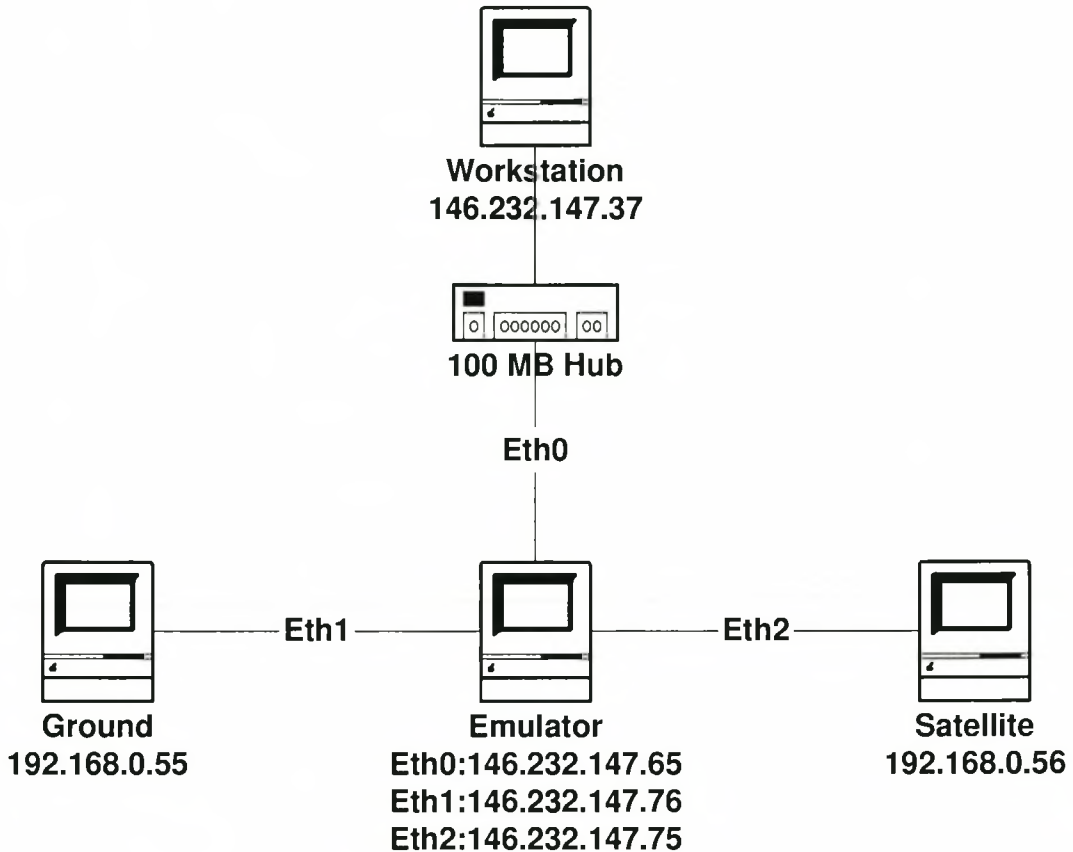 Workstation
146.232.147.37
100 MB Hub
Eth0
Eth1
Eth2
Ground
192.168.0.55
Emulator
Eth0:146.232.147.65
Eth1:146.232.147.76
Eth2:146.232.147.75
Satellite
192.168.0.56